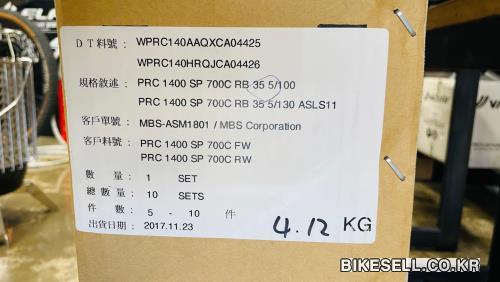 DT料號： WPRC140AAQXCA04425
WPRC140HRQJCA04426
規格敘述： PRC 1400 SP 700C RB 35 5/100
PRC 1400 SP 700C RB 35 5/130 ASLS11
客戶單號： MBS-ASM1801 / MBS Corporation
客戶料號： PRC 1400 SP 700C FW
PRC 1400 SP 700C RW
數　量： 1 SET
總數量： 10 SETS
件　數： 5 - 10 件
出貨日期： 2017.11.23
4.12 KG
BIKESELL.CO.KR